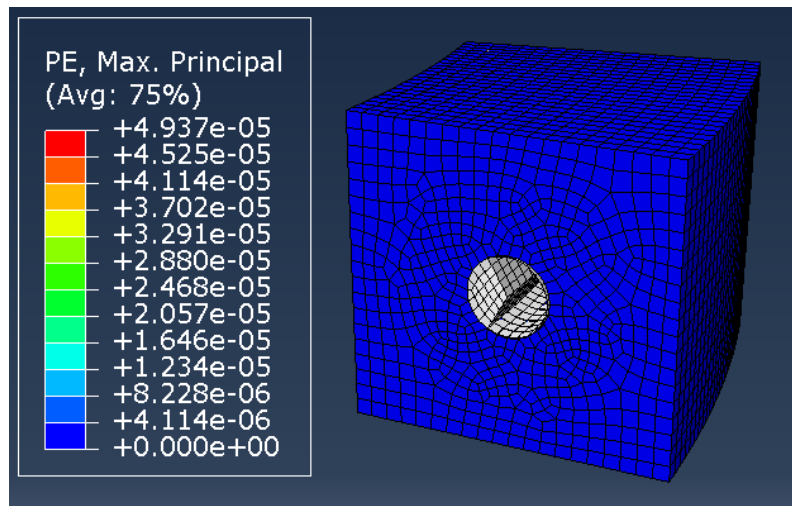 PE, Max. Principal
(Avg: 75%)
+4.937e-05
+4.525e-05
+4.114e-05
+3.702e-05
+3.291e-05
+2.880e-05
+2.468e-05
+2.057e-05
+1.646e-05
+1.234e-05
+8.228e-06
+4.114e-06
+0.000e+00